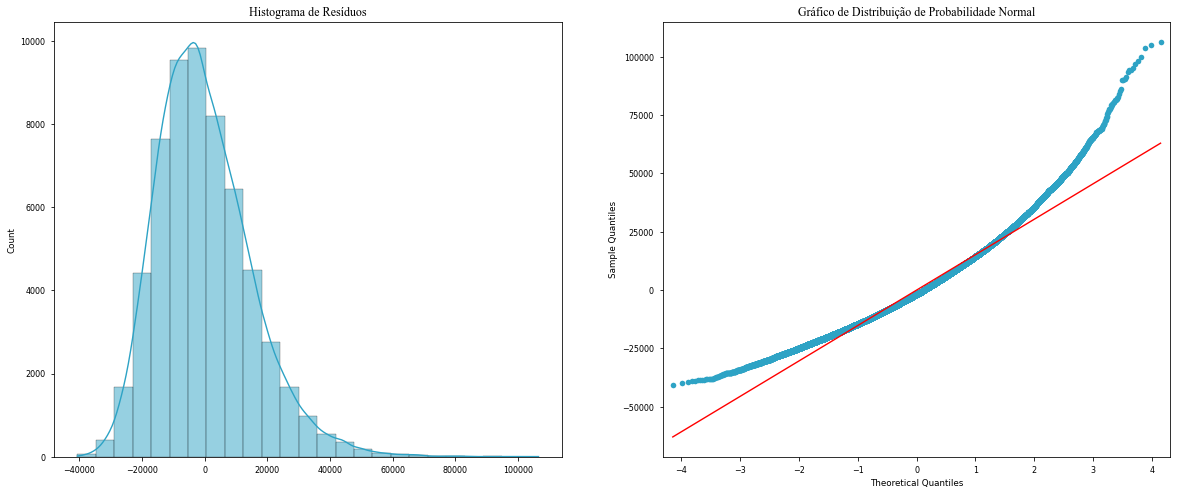 Histograma de Resíduos
10000
8000
6000
4000
2000
0
Count
−40000 −20000 0 20000 40000 60000 80000 100000
Gráfico de Distribuição de Probabilidade Normal
100000
75000
50000
25000
0
−25000
−50000
Sample Quantiles
−4 −3 −2 −1 0 1 2 3 4
Theoretical Quantiles